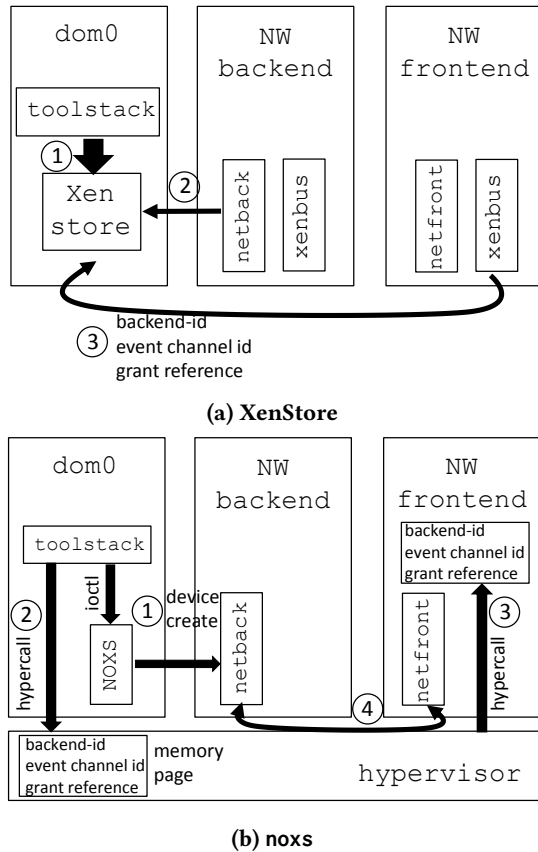 dom0
NW
backend
NW
frontend
toolstack
1
Xen
store
2
netback
xenbus
netfront
xenbus
3
backend-id
event channel id
grant reference
(a) XenStore
dom0
NW
backend
NW
frontend
toolstack
backend-id
event channel id
grant reference
2
hypercall
ioctl
1
device
create
NOXS
netback
netfront
3
hypercall
4
backend-id
event channel id
grant reference
memory
page
hypervisor
(b) noxs